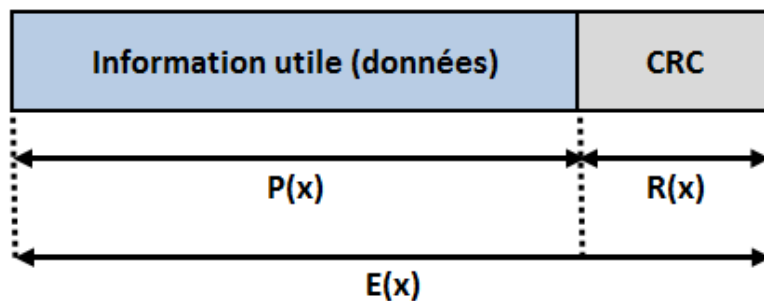 Information utile (données) CRC
P(x) R(x)
E(x)